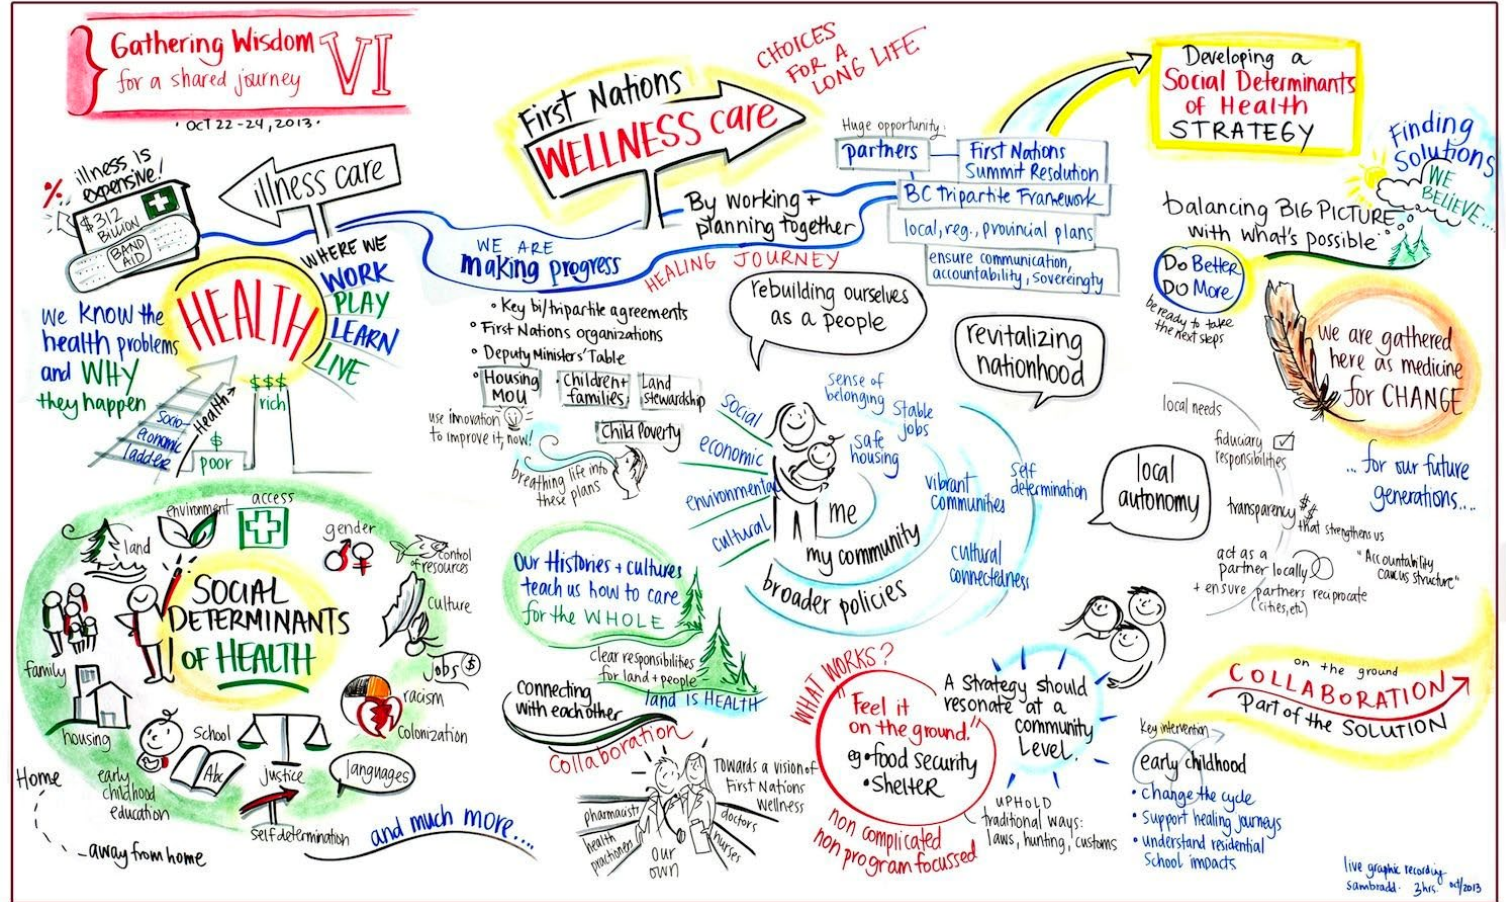 Gathering Wisdom
for a shared journey
VI
• OCT 22-24, 2013 •
% illness is
expensive!
$312
Billion
BAND
AID
illness care
HEALTH
WHERE WE
WORK
PLAY
LEARN
LIVE
We know the
health problems
and WHY
they happen
Socio-
economic
ladder
Health
$
poor
$$$
rich
First Nations
WELLNESS care
CHOICES
FOR A
LONG LIFE
WE ARE
making progress
By working +
planning together
HEALING JOURNEY
• Key bi/tripartite agreements
• First Nations organizations
• Deputy Ministers' Table
• Housing
MOU
• Children+
families
Land
stewardship
Child Poverty
use innovation
to improve it, now!
breathing life into
these plans
Huge opportunity:
partners
First Nations
Summit Resolution
BC Tripartite Framework
local, reg., provincial plans
ensure communication,
accountability, sovereingty
Developing a
Social Determinants
of Health
STRATEGY
Finding
Solutions
WE
BELIEVE...
balancing BIG PICTURE
with what's possible
Do Better
Do More
be ready to take
the next steps
we are gathered
here as medicine
for CHANGE
... for our future
generations....
rebuilding ourselves
as a people
revitalizing
nationhood
social
economic
environmental
cultural
me
my community
broader policies
sense of
belonging
Stable
jobs
safe
housing
vibrant
communities
self
determination
cultural
connectedness
local
autonomy
local needs
fiduciary
responsibilities
transparency $$
that strengthens us
act as a
partner locally
+ ensure partners reciprocate
(cities, etc)
"Accountability
Caucus structure"
SOCIAL
DETERMINANTS
OF HEALTH
environment
access
gender
control
of resources
culture
jobs $
racism
Colonization
languages
justice
self determination
School
Abc
early
childhood
education
housing
family
land
Home
away from home
and much more...
Our Histories + cultures
teach us how to care
for the WHOLE
clear responsibilities
for land + people
land is HEALTH
connecting
with each other
Collaboration
pharmacists
health
practioners
our
own
doctors
nurses
Towards a vision of
First Nations
Wellness
WHAT WORKS?
"Feel it
on the ground."
eg • food security
• Shelter
non complicated
non program focussed
A strategy should
resonate at a
community
Level.
UPHOLD
traditional ways:
laws, hunting, customs
on the ground
COLLABORATION
Part of the SOLUTION
Key intervention
early childhood
• Change the cycle
• Support healing journeys
• understand residential
School impacts
live graphic recording
sambradd. 3hrs. oct/2013